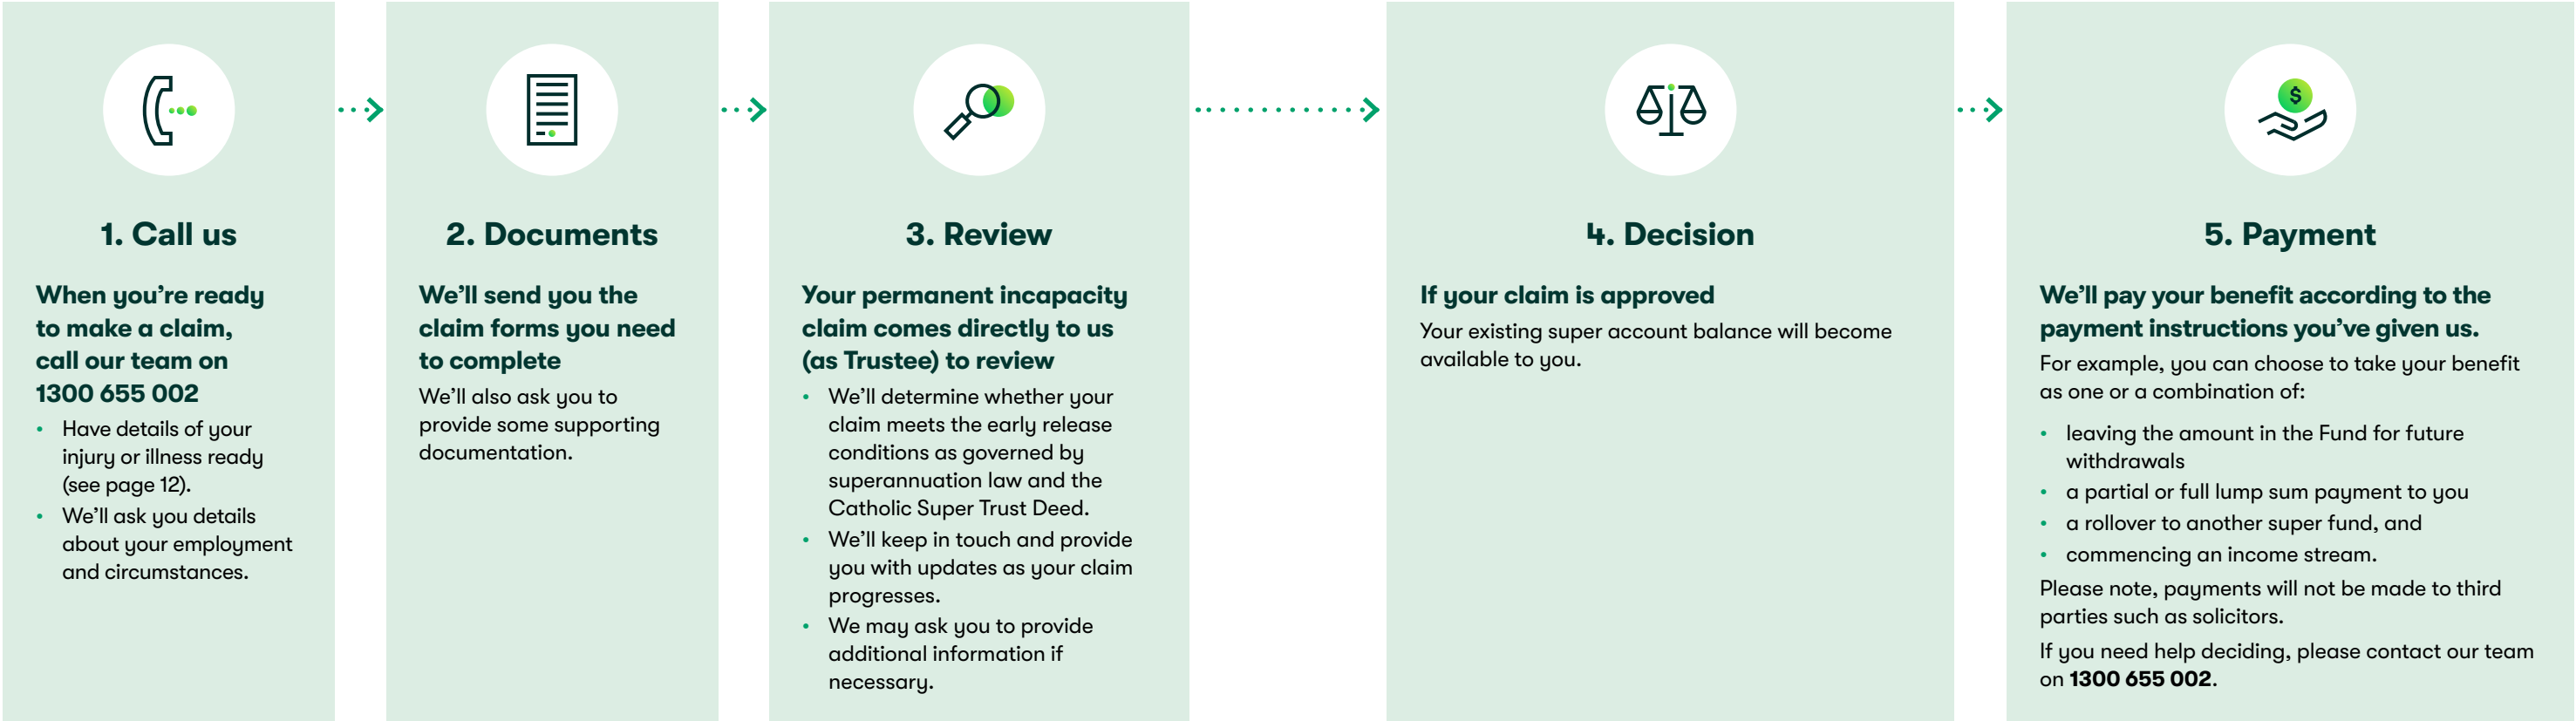 1. Call us
When you’re ready
to make a claim,
call our team on
1300 655 002
• Have details of your
injury or illness ready
(see page 12).
• We’ll ask you details
about your employment
and circumstances.
2. Documents
We’ll send you the
claim forms you need
to complete
We’ll also ask you to
provide some supporting
documentation.
3. Review
Your permanent incapacity
claim comes directly to us
(as Trustee) to review
• We’ll determine whether your
claim meets the early release
conditions as governed by
superannuation law and the
Catholic Super Trust Deed.
• We’ll keep in touch and provide
you with updates as your claim
progresses.
• We may ask you to provide
additional information if
necessary.
4. Decision
If your claim is approved
Your existing super account balance will become
available to you.
$
5. Payment
We’ll pay your benefit according to the
payment instructions you’ve given us.
For example, you can choose to take your benefit
as one or a combination of:
• leaving the amount in the Fund for future
withdrawals
• a partial or full lump sum payment to you
• a rollover to another super fund, and
• commencing an income stream.
Please note, payments will not be made to third
parties such as solicitors.
If you need help deciding, please contact our team
on 1300 655 002.